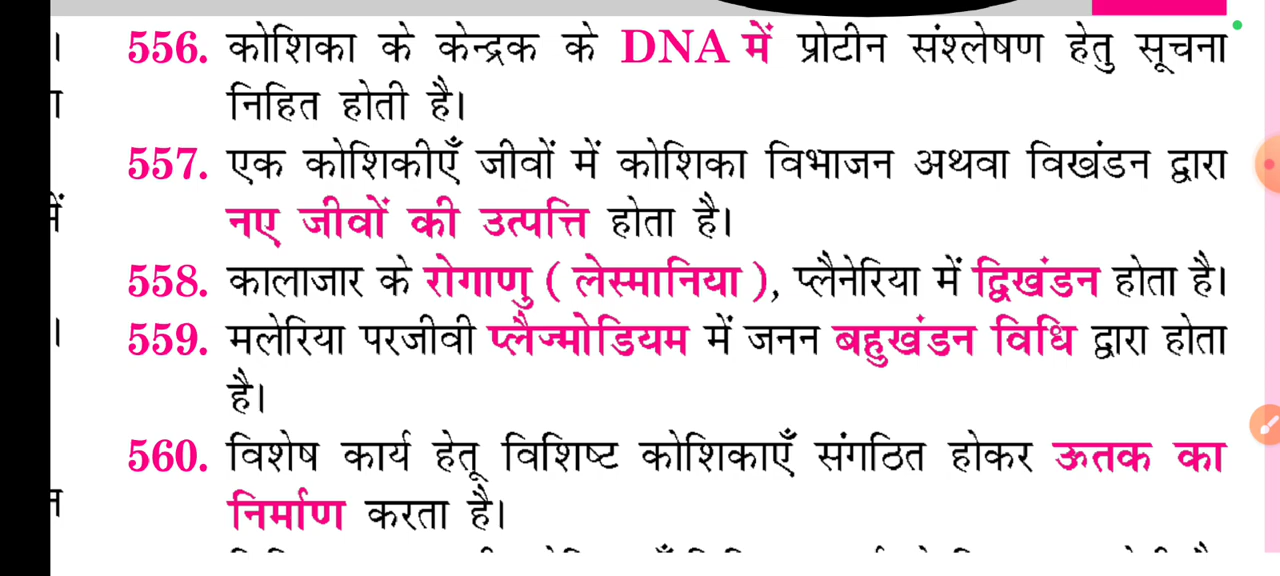 556. कोशिका के केन्द्रक के DNA में प्रोटीन संश्लेषण हेतु सूचना
निहित होती है।
557. एक कोशिकीएँ जीवों में कोशिका विभाजन अथवा विखंडन द्वारा
नए जीवों की उत्पत्ति होता है।
558. कालाजार के रोगाणु ( लेस्मानिया ), प्लैनेरिया में द्विखंडन होता है।
559. मलेरिया परजीवी प्लैज्मोडियम में जनन बहुखंडन विधि द्वारा होता
है।
560. विशेष कार्य हेतू विशिष्ट कोशिकाएँ संगठित होकर ऊतक का
निर्माण करता है।